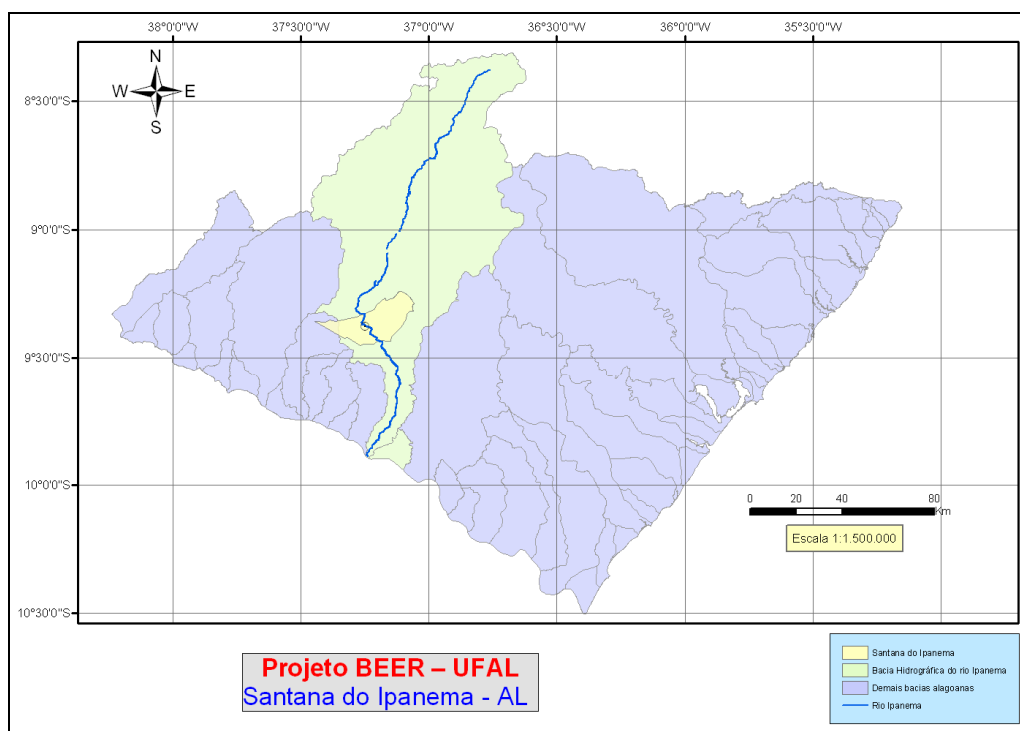 38°0'0"W 37°30'0"W 37°0'0"W 36°30'0"W 36°0'0"W 35°30'0"W
N
W E
S
8°30'0"S
9°0'0"S
9°30'0"S
10°0'0"S
10°30'0"S
0 20 40 80
Km
Escala 1:1.500.000
Projeto BEER – UFAL
Santana do Ipanema - AL
Santana do Ipanema
Bacia Hidrográfica do rio Ipanema
Demais bacias alagoanas
Rio Ipanema